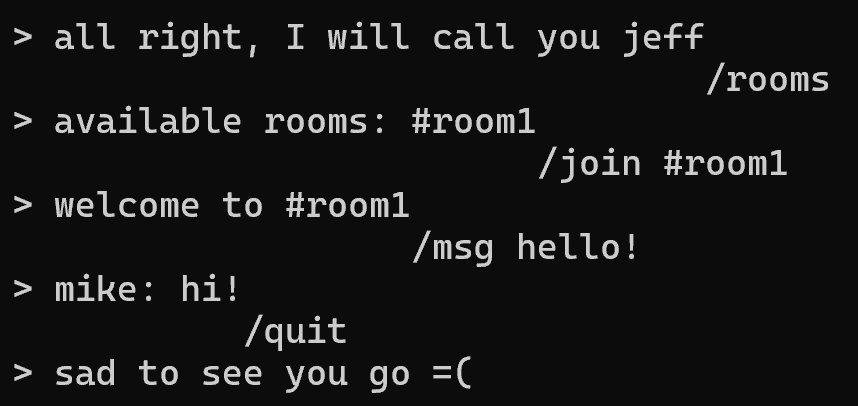 > all right, I will call you jeff
/rooms
> available rooms: #room1
/join #room1
> welcome to #room1
/msg hello!
> mike: hi!
/quit
> sad to see you go =(